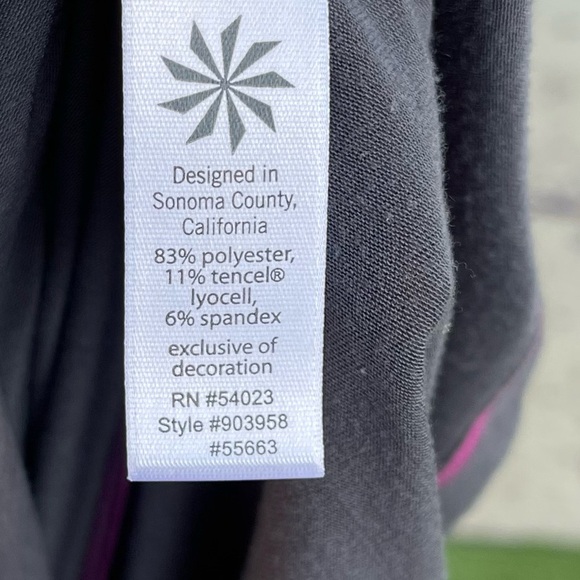 Designed in
Sonoma County,
California
83% polyester,
11% tencel®
lyocell,
6% spandex
exclusive of
decoration
RN #54023
Style #903958
#55663